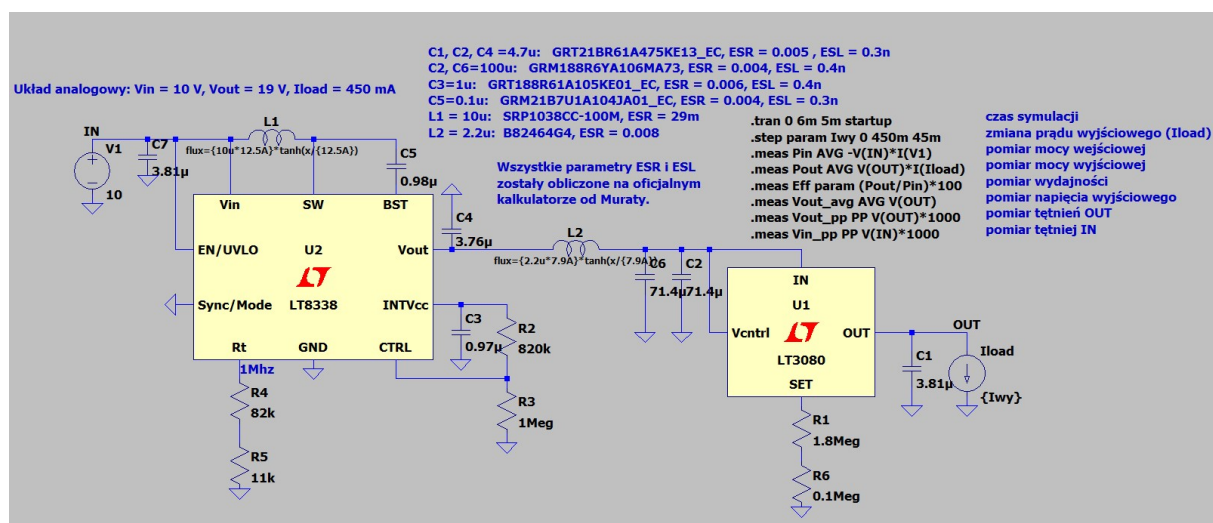 C1, C2, C4 =4.7u:  GRT21BR61A475KE13_EC, ESR = 0.005 , ESL = 0.3n
C2, C6=100u:  GRM188R6YA106MA73, ESR = 0.004, ESL = 0.4n
C3=1u:  GRT188R61A105KE01_EC, ESR = 0.006, ESL = 0.4n
C5=0.1u:  GRM21B7U1A104JA01_EC, ESR = 0.004, ESL = 0.3n
L1 = 10u:  SRP1038CC-100M, ESR = 29m
L2 = 2.2u:  B82464G4, ESR = 0.008
Układ analogowy: Vin = 10 V, Vout = 19 V, Iload = 450 mA
Wszystkie parametry ESR i ESL
zostały obliczone na oficjalnym
kalkulatorze od Muraty.
.tran 0 6m 5m startup
.step param Iwy 0 450m 45m
.meas Pin AVG -V(IN)*I(V1)
.meas Pout AVG V(OUT)*I(Iload)
.meas Eff param (Pout/Pin)*100
.meas Vout_avg AVG V(OUT)
.meas Vout_pp PP V(OUT)*1000
.meas Vin_pp PP V(IN)*1000
czas symulacji
zmiana prądu wyjściowego (Iload)
pomiar mocy wejściowej
pomiar mocy wyjściowej
pomiar wydajności
pomiar napięcia wyjściowego
pomiar tętnień OUT
pomiar tętniej IN
IN
V1
10
C7
3.81µ
L1
flux={10u*12.5A}*tanh(x/{12.5A})
C5
0.98µ
Vin
SW
BST
EN/UVLO
U2
Vout
Sync/Mode
LT8338
INTVcc
Rt
GND
CTRL
1Mhz
R4
82k
R5
11k
C4
3.76µ
L2
flux={2.2u*7.9A}*tanh(x/{7.9A})
C3
0.97µ
R2
820k
R3
1Meg
C6
71.4µ
C2
71.4µ
IN
U1
Vcntrl
OUT
LT3080
SET
R1
1.8Meg
R6
0.1Meg
OUT
C1
3.81µ
Iload
{Iwy}